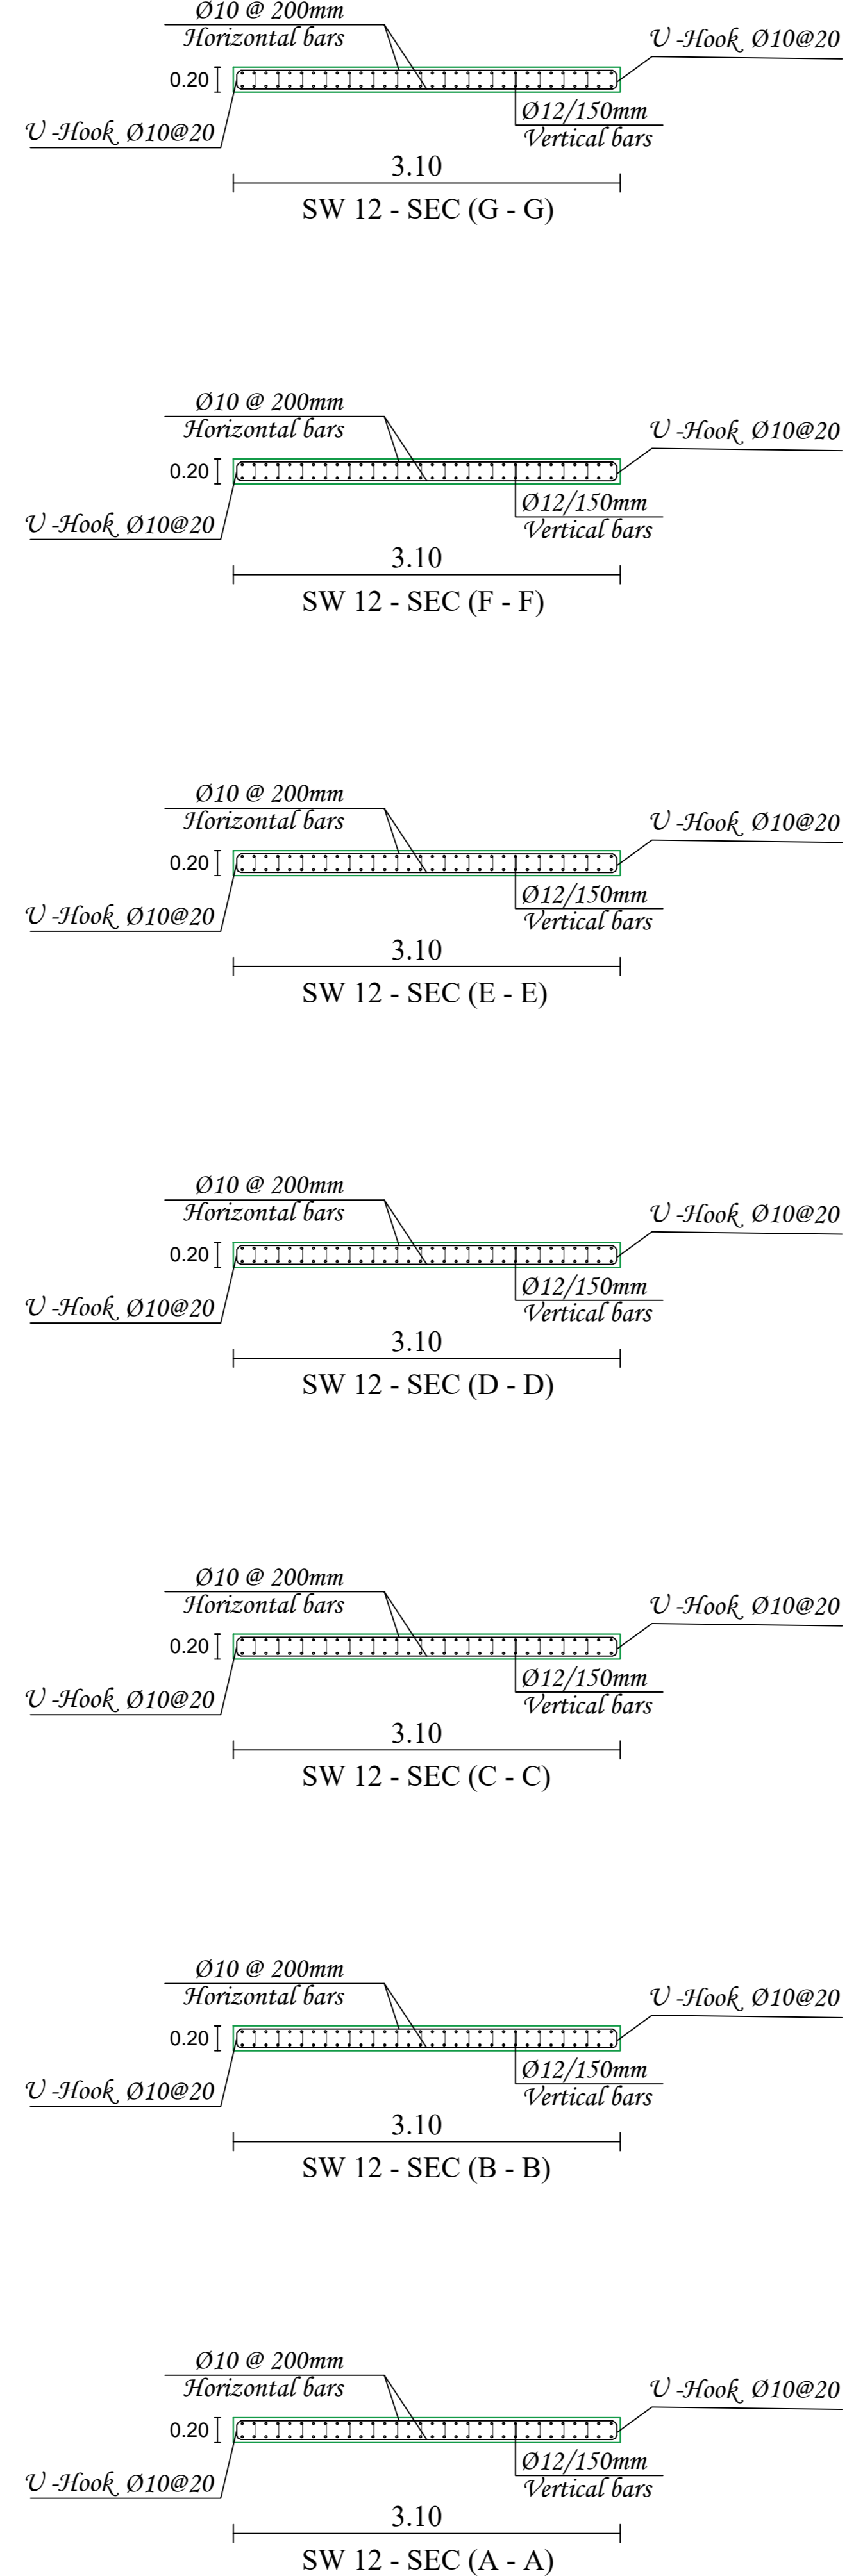 Ø10 @ 200mm
Horizontal bars
U -Hook Ø10@20
0.20
Ø12/150mm
Vertical bars
U -Hook Ø10@20
3.10
SW 12 - SEC (G - G)
Ø10 @ 200mm
Horizontal bars
U -Hook Ø10@20
0.20
Ø12/150mm
Vertical bars
U -Hook Ø10@20
3.10
SW 12 - SEC (F - F)
Ø10 @ 200mm
Horizontal bars
U -Hook Ø10@20
0.20
Ø12/150mm
Vertical bars
U -Hook Ø10@20
3.10
SW 12 - SEC (E - E)
Ø10 @ 200mm
Horizontal bars
U -Hook Ø10@20
0.20
Ø12/150mm
Vertical bars
U -Hook Ø10@20
3.10
SW 12 - SEC (D - D)
Ø10 @ 200mm
Horizontal bars
U -Hook Ø10@20
0.20
Ø12/150mm
Vertical bars
U -Hook Ø10@20
3.10
SW 12 - SEC (C - C)
Ø10 @ 200mm
Horizontal bars
U -Hook Ø10@20
0.20
Ø12/150mm
Vertical bars
U -Hook Ø10@20
3.10
SW 12 - SEC (B - B)
Ø10 @ 200mm
Horizontal bars
U -Hook Ø10@20
0.20
Ø12/150mm
Vertical bars
U -Hook Ø10@20
3.10
SW 12 - SEC (A - A)